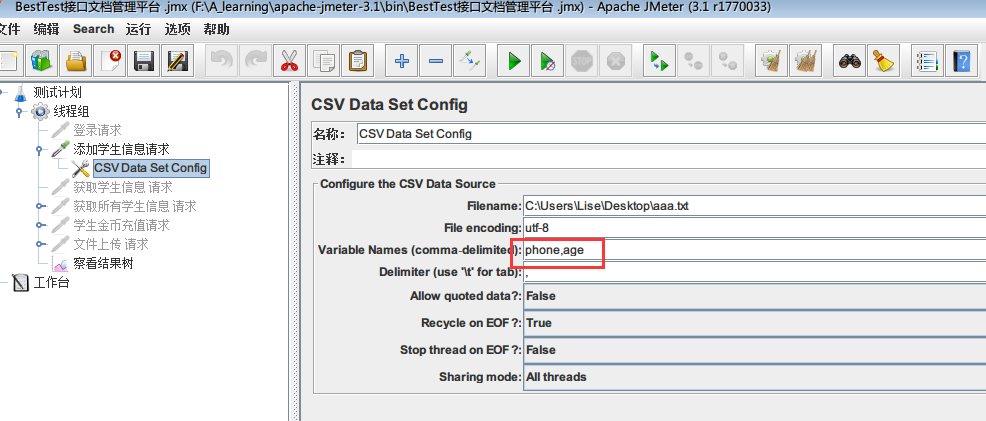 BestTest接口文档管理平台 .jmx (F:\A_learning\apache-jmeter-3.1\bin\BestTest接口文档管理平台 .jmx) - Apache JMeter (3.1 r1770033)
文件 编辑 Search 运行 选项 帮助
测试计划
线程组
登录请求
添加学生信息请求
CSV Data Set Config
获取学生信息 请求
获取所有学生信息 请求
学生金币充值请求
文件上传 请求
察看结果树
工作台
CSV Data Set Config
名称: CSV Data Set Config
注释:
Configure the CSV Data Source
Filename: C:\Users\Lise\Desktop\aaa.txt
File encoding: utf-8
Variable Names (comma-delimited): phone,age
Delimiter (use '\t' for tab): ,
Allow quoted data?: False
Recycle on EOF ?: True
Stop thread on EOF ?: False
Sharing mode: All threads